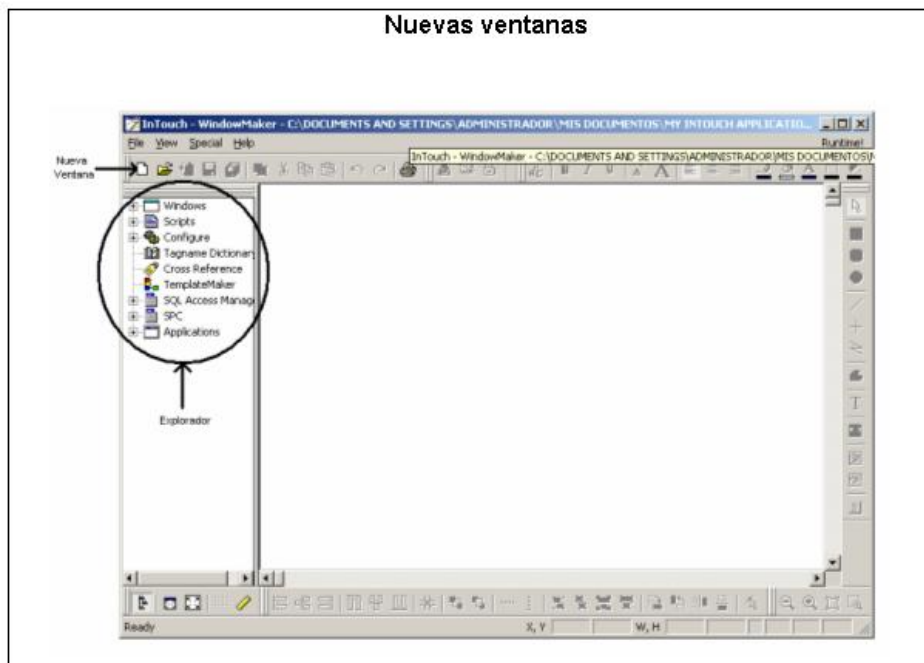 Nuevas ventanas
InTouch - WindowMaker - C:\DOCUMENTS AND SETTINGS\ADMINISTRADOR\MIS DOCUMENTOS\MY INTOUCH APPLICATIO...
File View Special Help
Runtime!
InTouch - WindowMaker - C:\DOCUMENTS AND SETTINGS\ADMINISTRADOR\MIS DOCUMENTOS\
Nueva
Ventana
Windows
Scripts
Configure
Tagname Dictionary
Cross Reference
TemplateMaker
SQL Access Manag
SPC
Applications
Explorador
Ready
X, Y
W, H